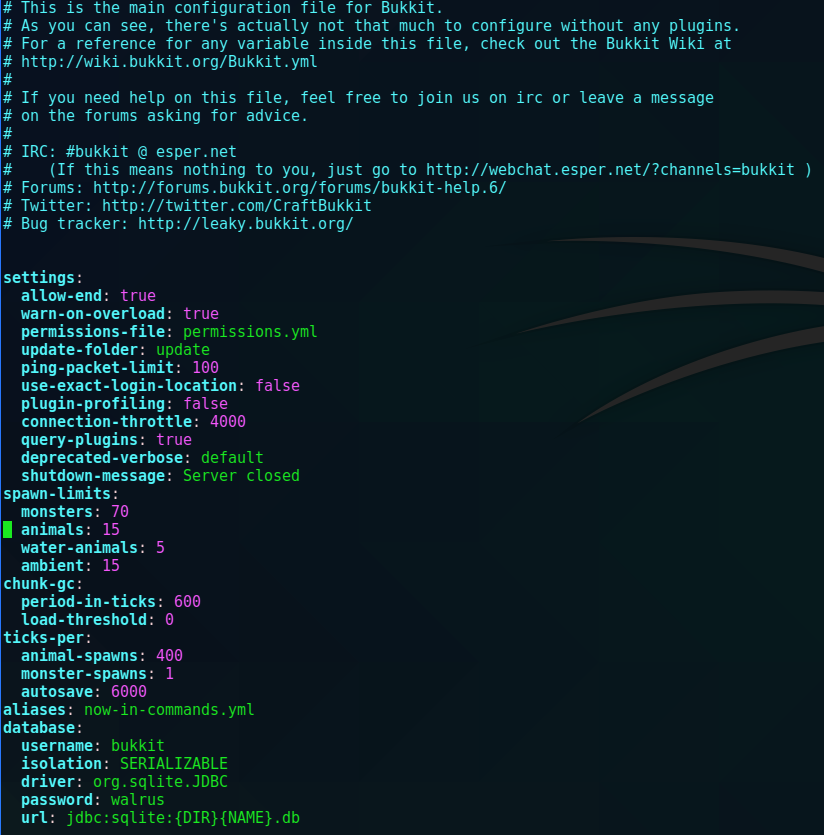 # This is the main configuration file for Bukkit.
# As you can see, there's actually not that much to configure without any plugins.
# For a reference for any variable inside this file, check out the Bukkit Wiki at
# http://wiki.bukkit.org/Bukkit.yml
#
# If you need help on this file, feel free to join us on irc or leave a message
# on the forums asking for advice.
#
# IRC: #bukkit @ esper.net
#    (If this means nothing to you, just go to http://webchat.esper.net/?channels=bukkit )
# Forums: http://forums.bukkit.org/forums/bukkit-help.6/
# Twitter: http://twitter.com/CraftBukkit
# Bug tracker: http://leaky.bukkit.org/
settings:
  allow-end: true
  warn-on-overload: true
  permissions-file: permissions.yml
  update-folder: update
  ping-packet-limit: 100
  use-exact-login-location: false
  plugin-profiling: false
  connection-throttle: 4000
  query-plugins: true
  deprecated-verbose: default
  shutdown-message: Server closed
spawn-limits:
  monsters: 70
  animals: 15
  water-animals: 5
  ambient: 15
chunk-gc:
  period-in-ticks: 600
  load-threshold: 0
ticks-per:
  animal-spawns: 400
  monster-spawns: 1
  autosave: 6000
aliases: now-in-commands.yml
database:
  username: bukkit
  isolation: SERIALIZABLE
  driver: org.sqlite.JDBC
  password: walrus
  url: jdbc:sqlite:{DIR}{NAME}.db